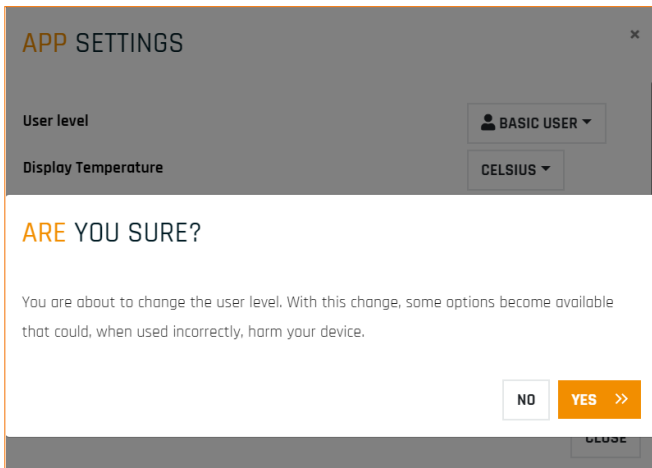 APP SETTINGS
×
User level
BASIC USER
Display Temperature
CELSIUS
ARE YOU SURE?
You are about to change the user level. With this change, some options become available
that could, when used incorrectly, harm your device.
NO
YES
CLOSE